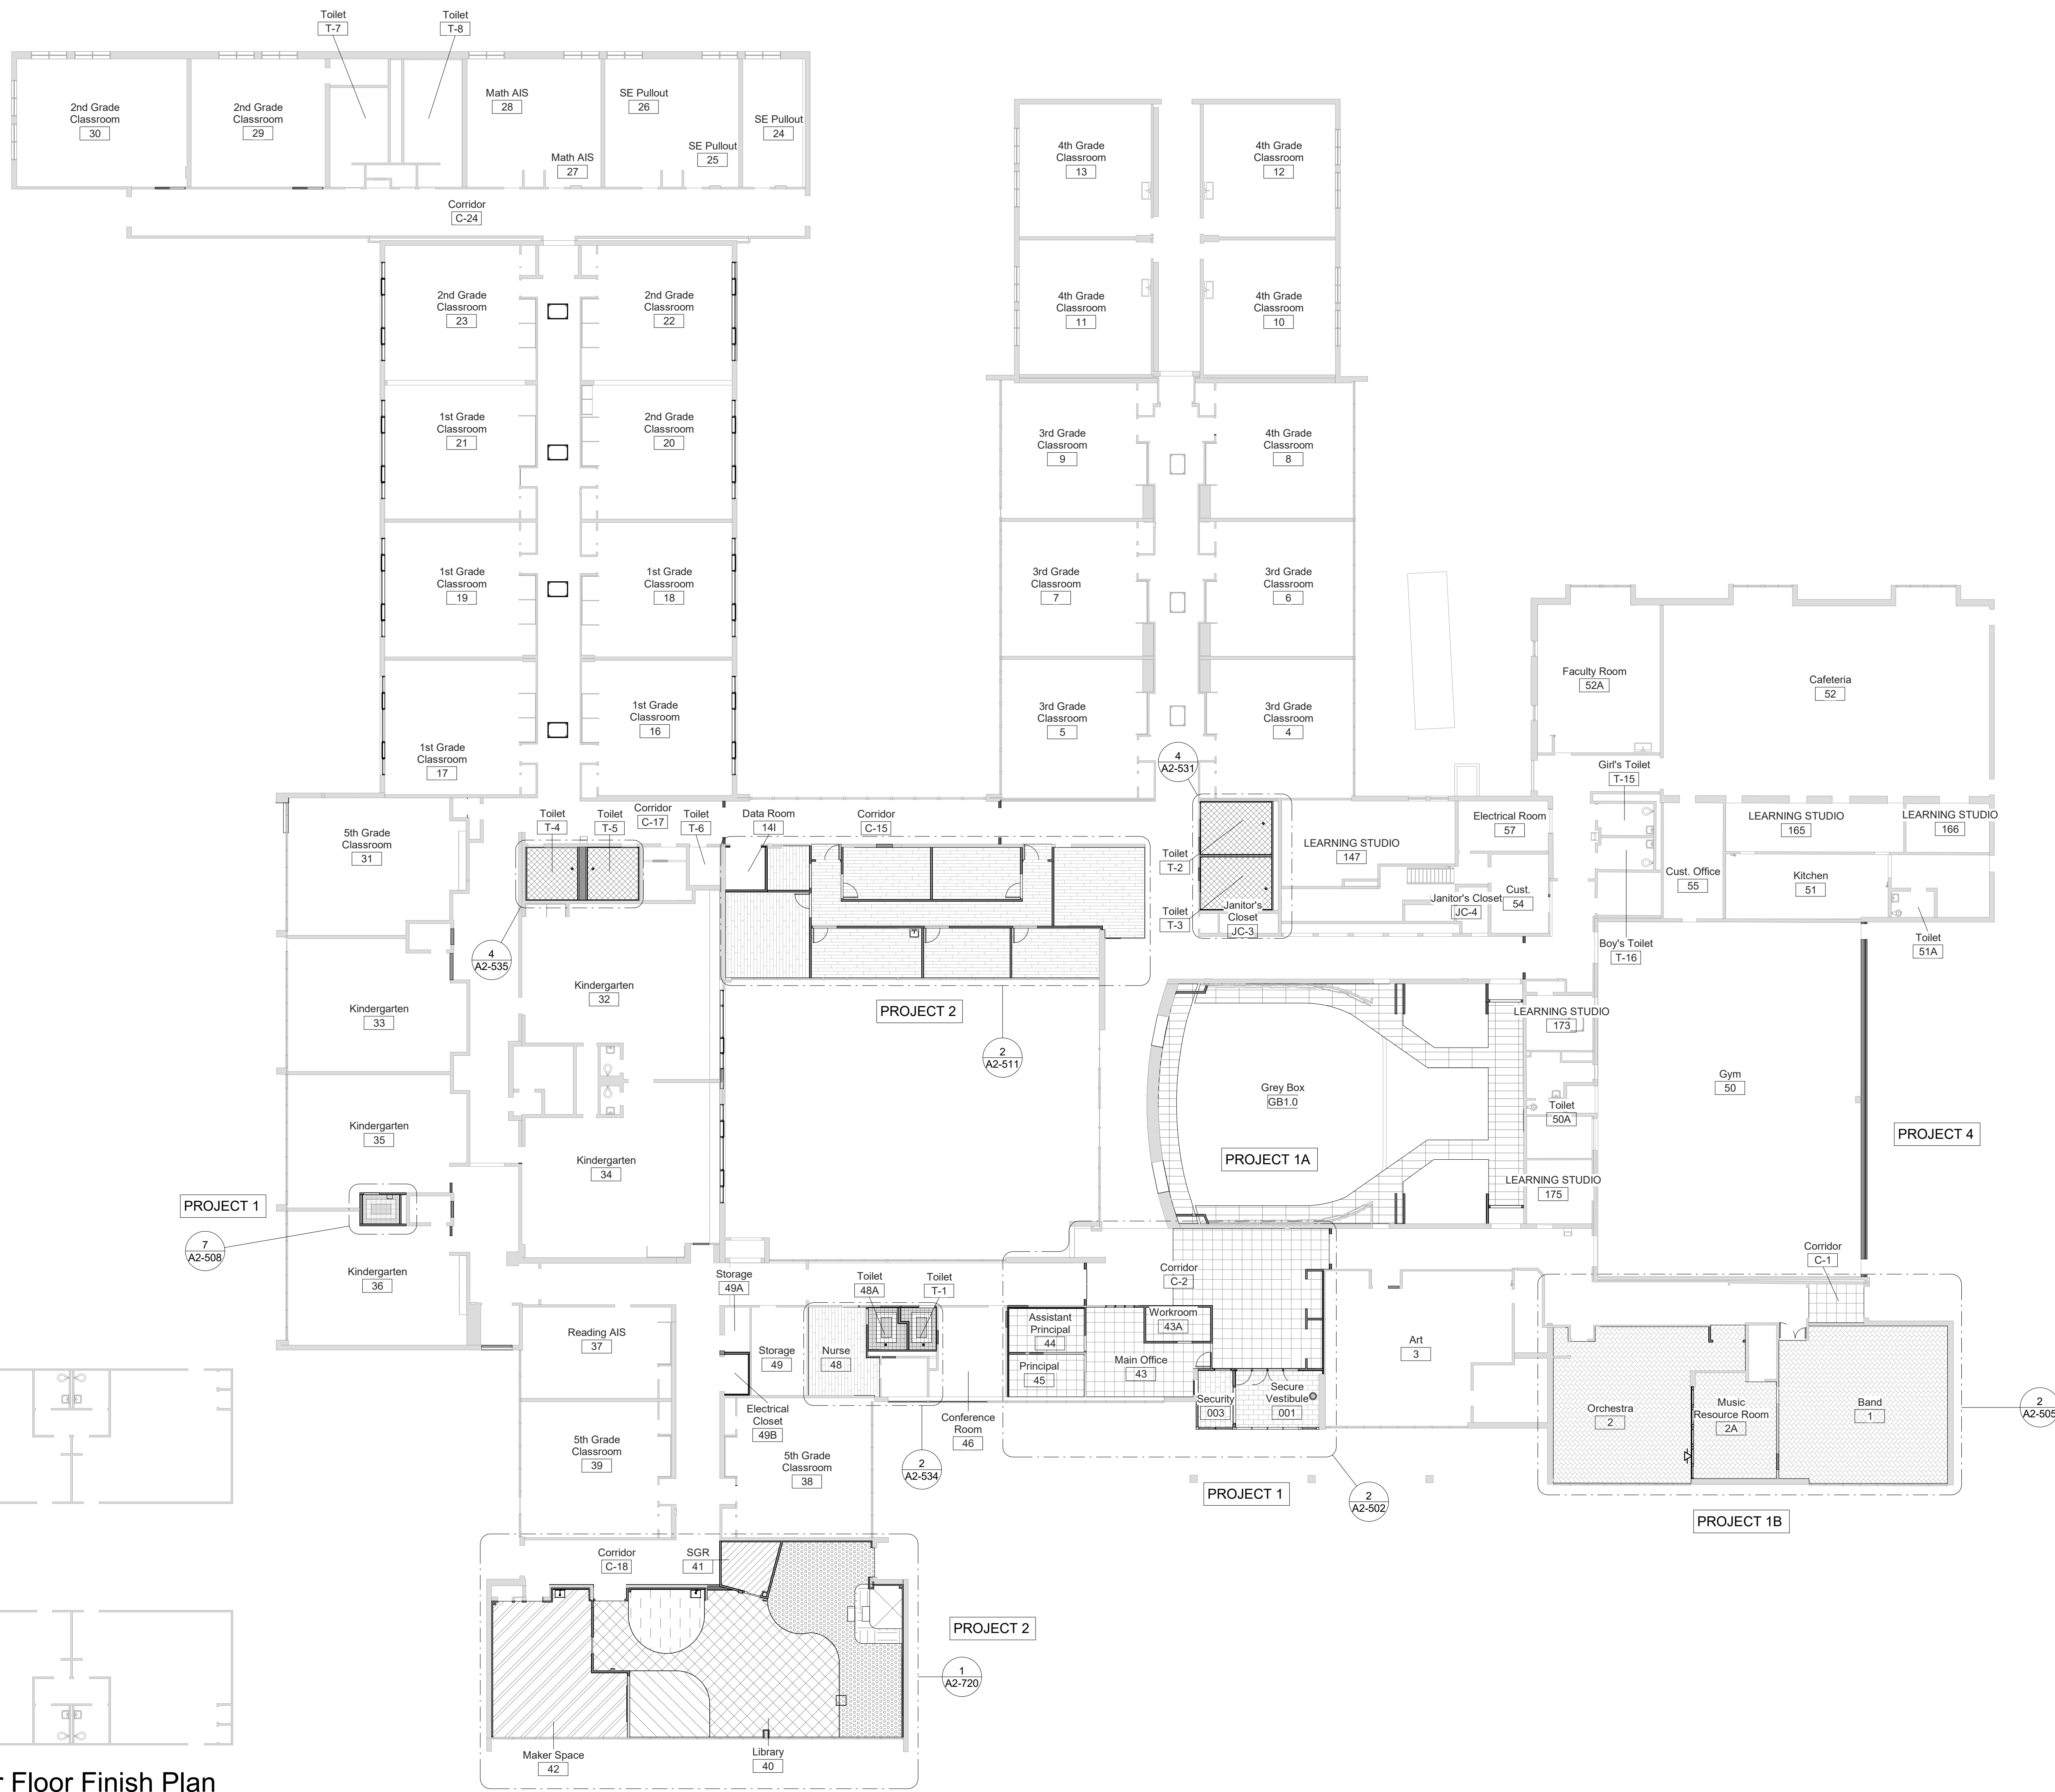 Toilet
T-7
Toilet
T-8
2nd Grade
Classroom
30
2nd Grade
Classroom
29
Math AIS
28
Math AIS
27
SE Pullout
26
SE Pullout
25
SE Pullout
24
Corridor
C-24
4th Grade
Classroom
13
4th Grade
Classroom
12
4th Grade
Classroom
11
4th Grade
Classroom
10
2nd Grade
Classroom
23
2nd Grade
Classroom
22
1st Grade
Classroom
21
2nd Grade
Classroom
20
3rd Grade
Classroom
9
4th Grade
Classroom
8
1st Grade
Classroom
19
1st Grade
Classroom
18
3rd Grade
Classroom
7
3rd Grade
Classroom
6
1st Grade
Classroom
17
1st Grade
Classroom
16
3rd Grade
Classroom
5
3rd Grade
Classroom
4
Faculty Room
52A
Cafeteria
52
4
A2-531
Girl's Toilet
T-15
5th Grade
Classroom
31
Toilet
T-4
Toilet
T-5
Corridor
C-17
Toilet
T-6
Data Room
14I
Corridor
C-15
Toilet
T-2
Toilet
T-3
Janitor's
Closet
JC-3
LEARNING STUDIO
147
Electrical Room
57
Janitor's Closet
JC-4
Cust.
54
Cust. Office
55
LEARNING STUDIO
165
LEARNING STUDIO
166
Kitchen
51
Boy's Toilet
T-16
Toilet
51A
4
A2-535
Kindergarten
33
Kindergarten
32
PROJECT 2
2
A2-511
LEARNING STUDIO
173
Grey Box
GB1.0
Gym
50
Toilet
50A
Kindergarten
35
Kindergarten
34
PROJECT 1A
PROJECT 4
LEARNING STUDIO
175
PROJECT 1
7
A2-508
Kindergarten
36
Storage
49A
Toilet
48A
Toilet
T-1
Corridor
C-2
Corridor
C-1
Reading AIS
37
Storage
49
Nurse
48
Assistant
Principal
44
Workroom
43A
Principal
45
Main Office
43
Art
3
Security
003
Secure
Vestibule
001
Orchestra
2
Music
Resource Room
2A
Band
1
2
A2-505
Electrical
Closet
49B
Conference
Room
46
5th Grade
Classroom
39
5th Grade
Classroom
38
2
A2-534
PROJECT 1
2
A2-502
PROJECT 1B
Corridor
C-18
SGR
41
PROJECT 2
1
A2-720
Maker Space
42
Library
40
Floor Finish Plan